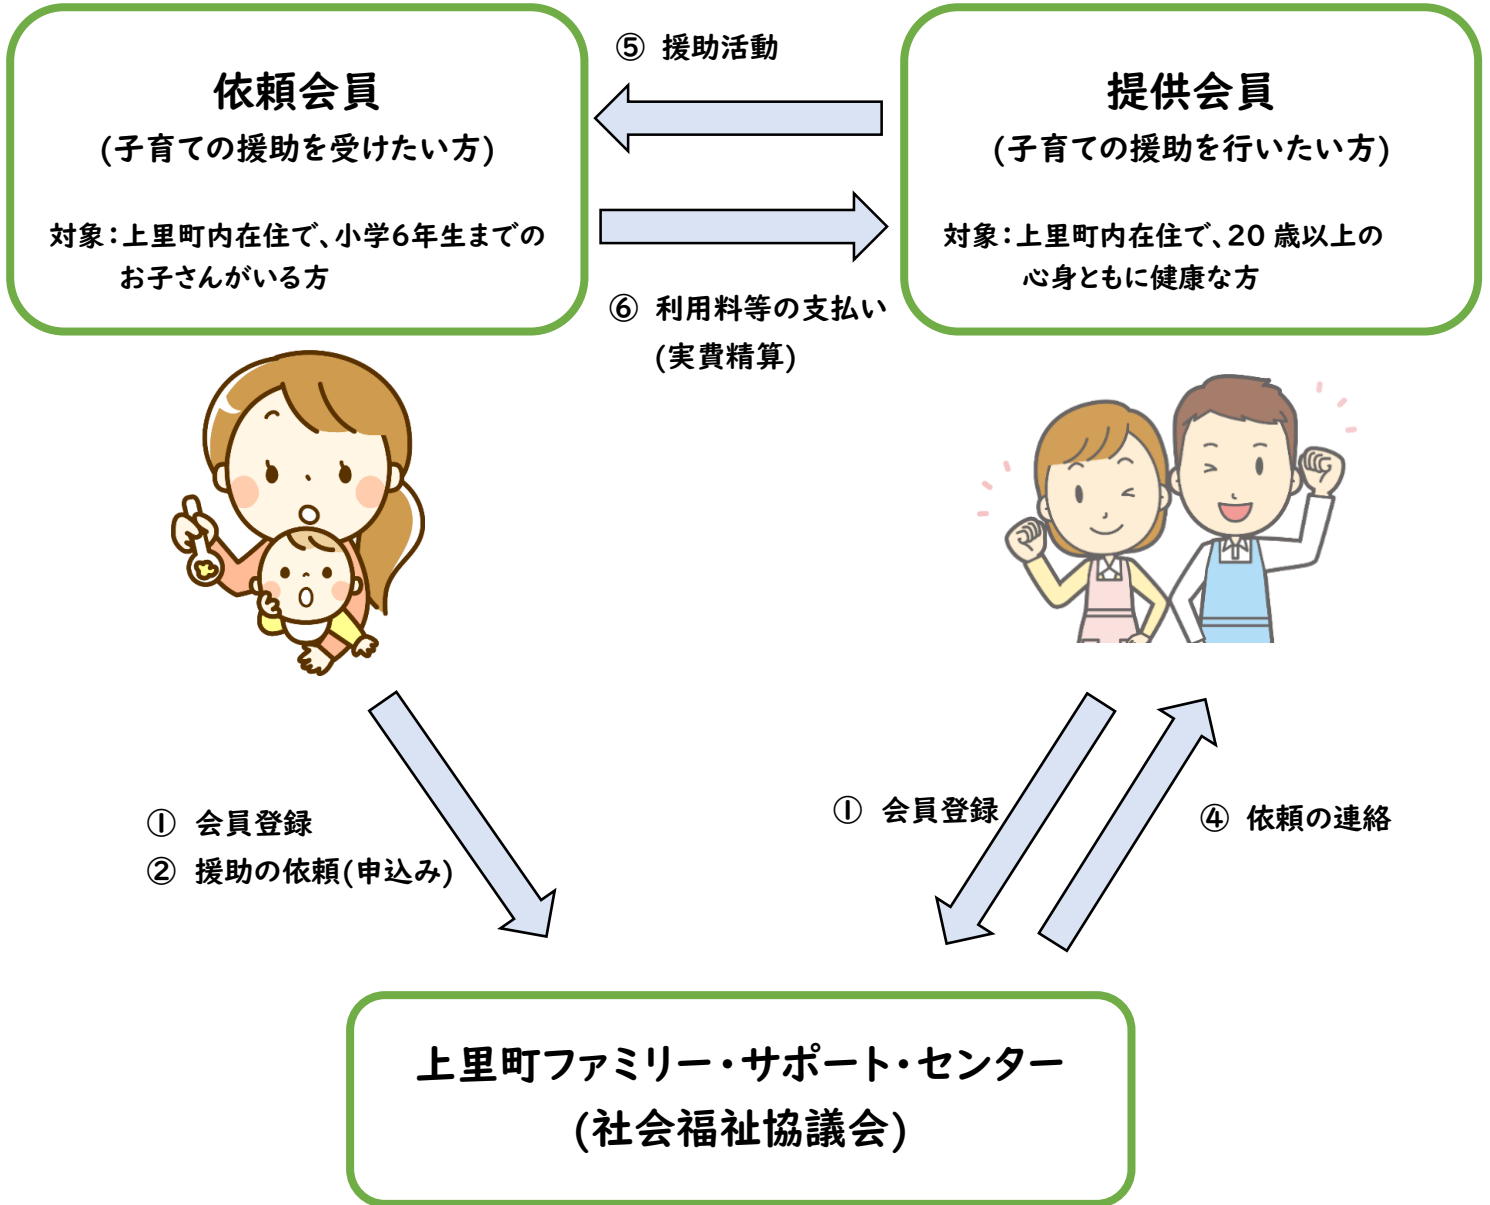 依頼会員
(子育ての援助を受けたい方)
対象：上里町内在住で、小学6年生までの
お子さんがいる方
⑤ 援助活動
⑥ 利用料等の支払い
(実費精算)
提供会員
(子育ての援助を行いたい方)
対象：上里町内在住で、20 歳以上の
心身ともに健康な方
① 会員登録
② 援助の依頼(申込み)
① 会員登録
④ 依頼の連絡
上里町ファミリー・サポート・センター
(社会福祉協議会)